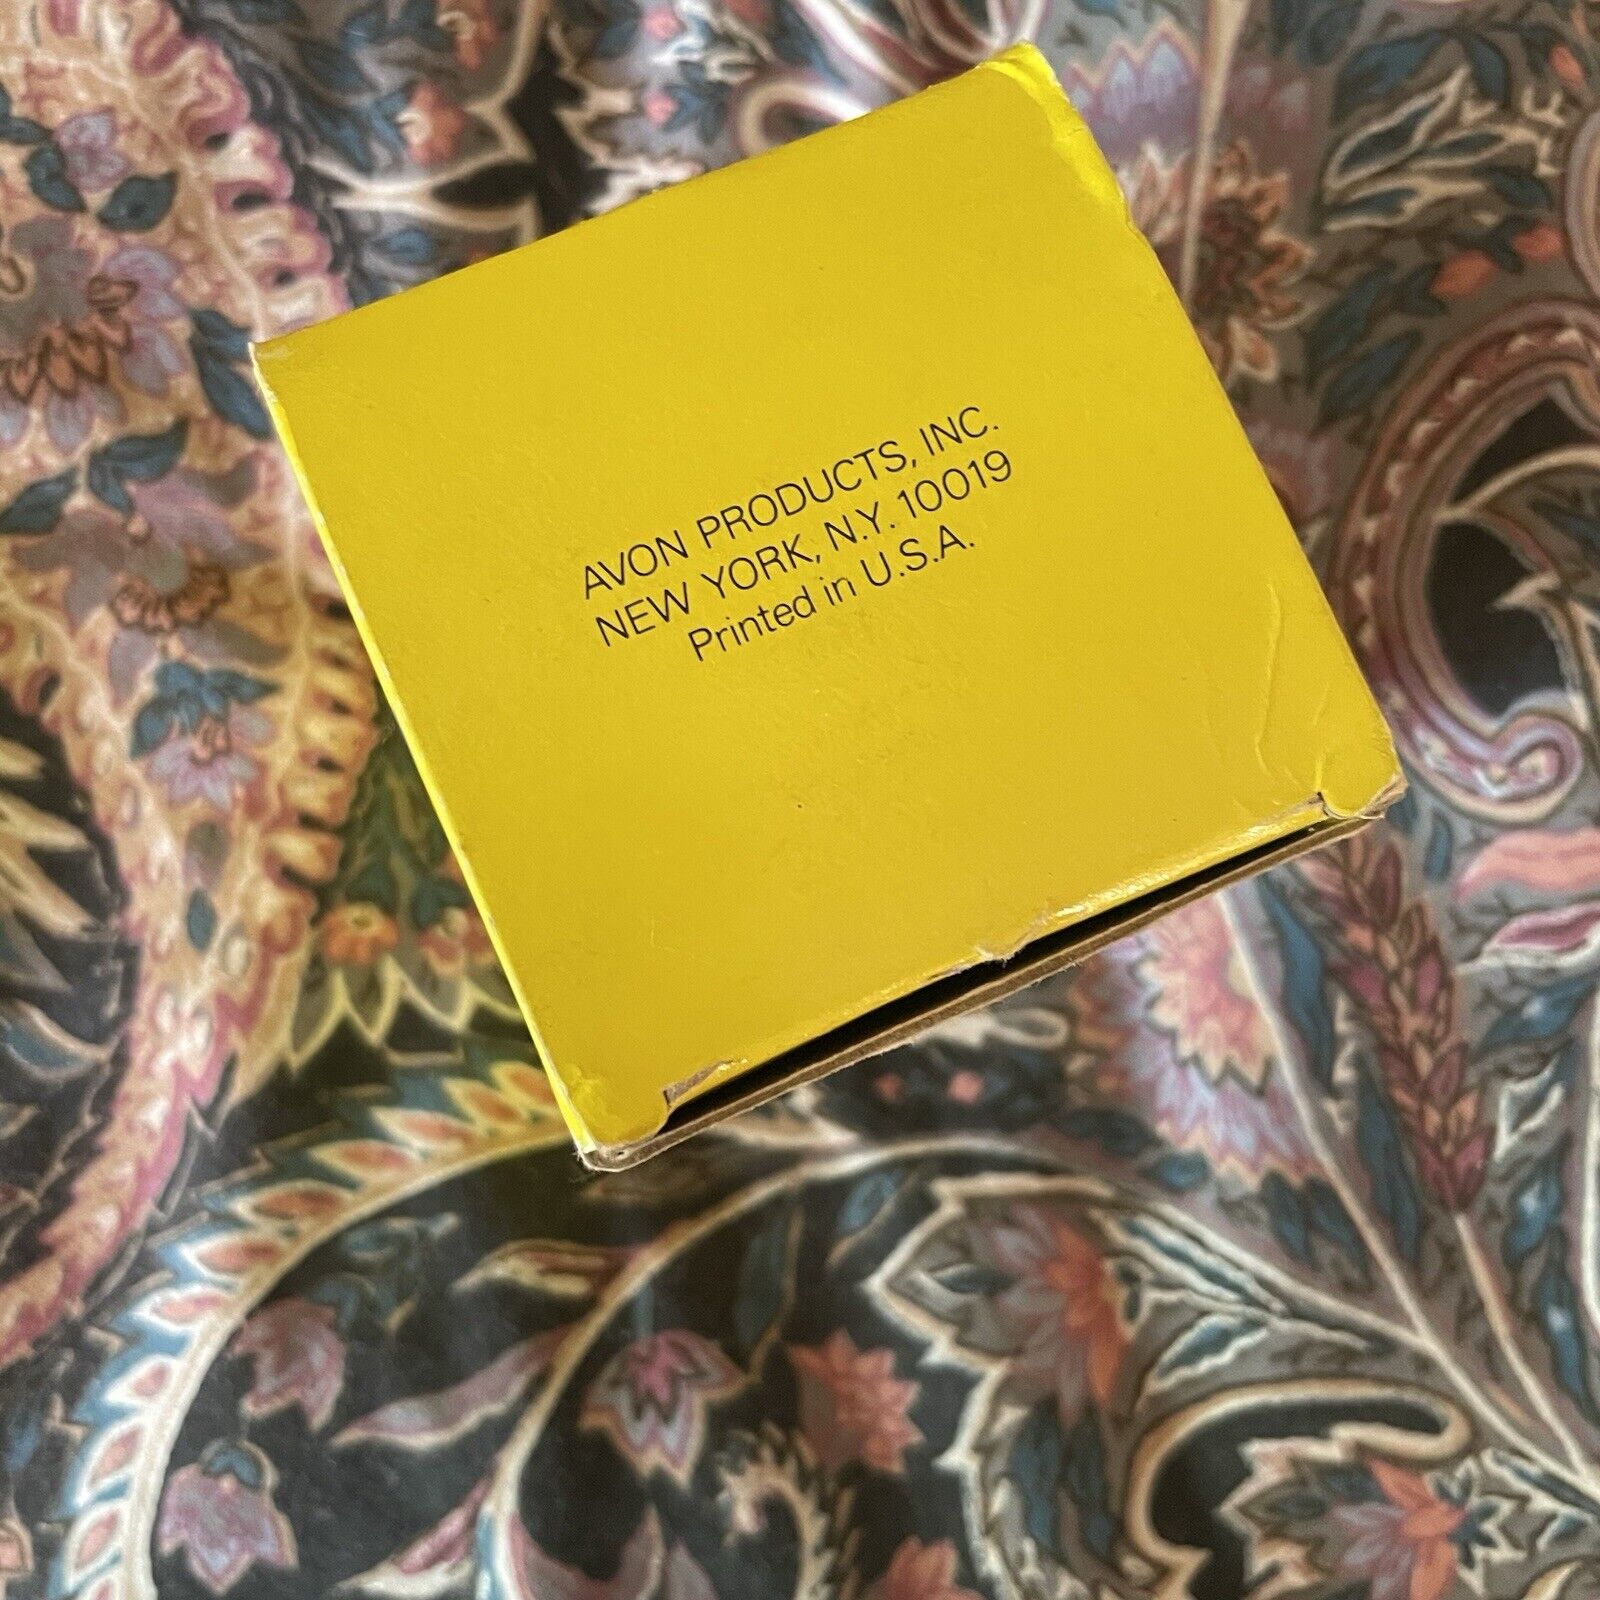 AVON PRODUCTS, INC.
NEW YORK, N.Y. 10019
Printed in U.S.A.